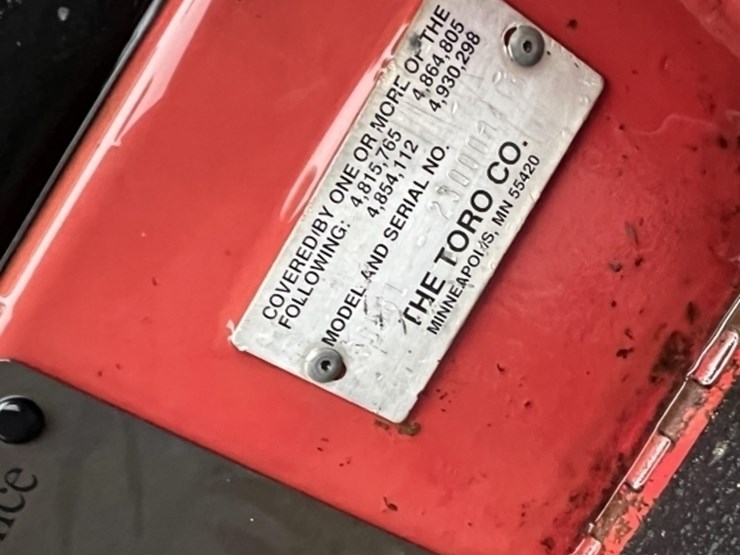 COVERED BY ONE OR MORE OF THE
FOLLOWING: 4,815,765 4,864,805
4,854,112 4,930,298
MODEL AND SERIAL NO.
THE TORO CO.
MINNEAPOLIS, MN 55420